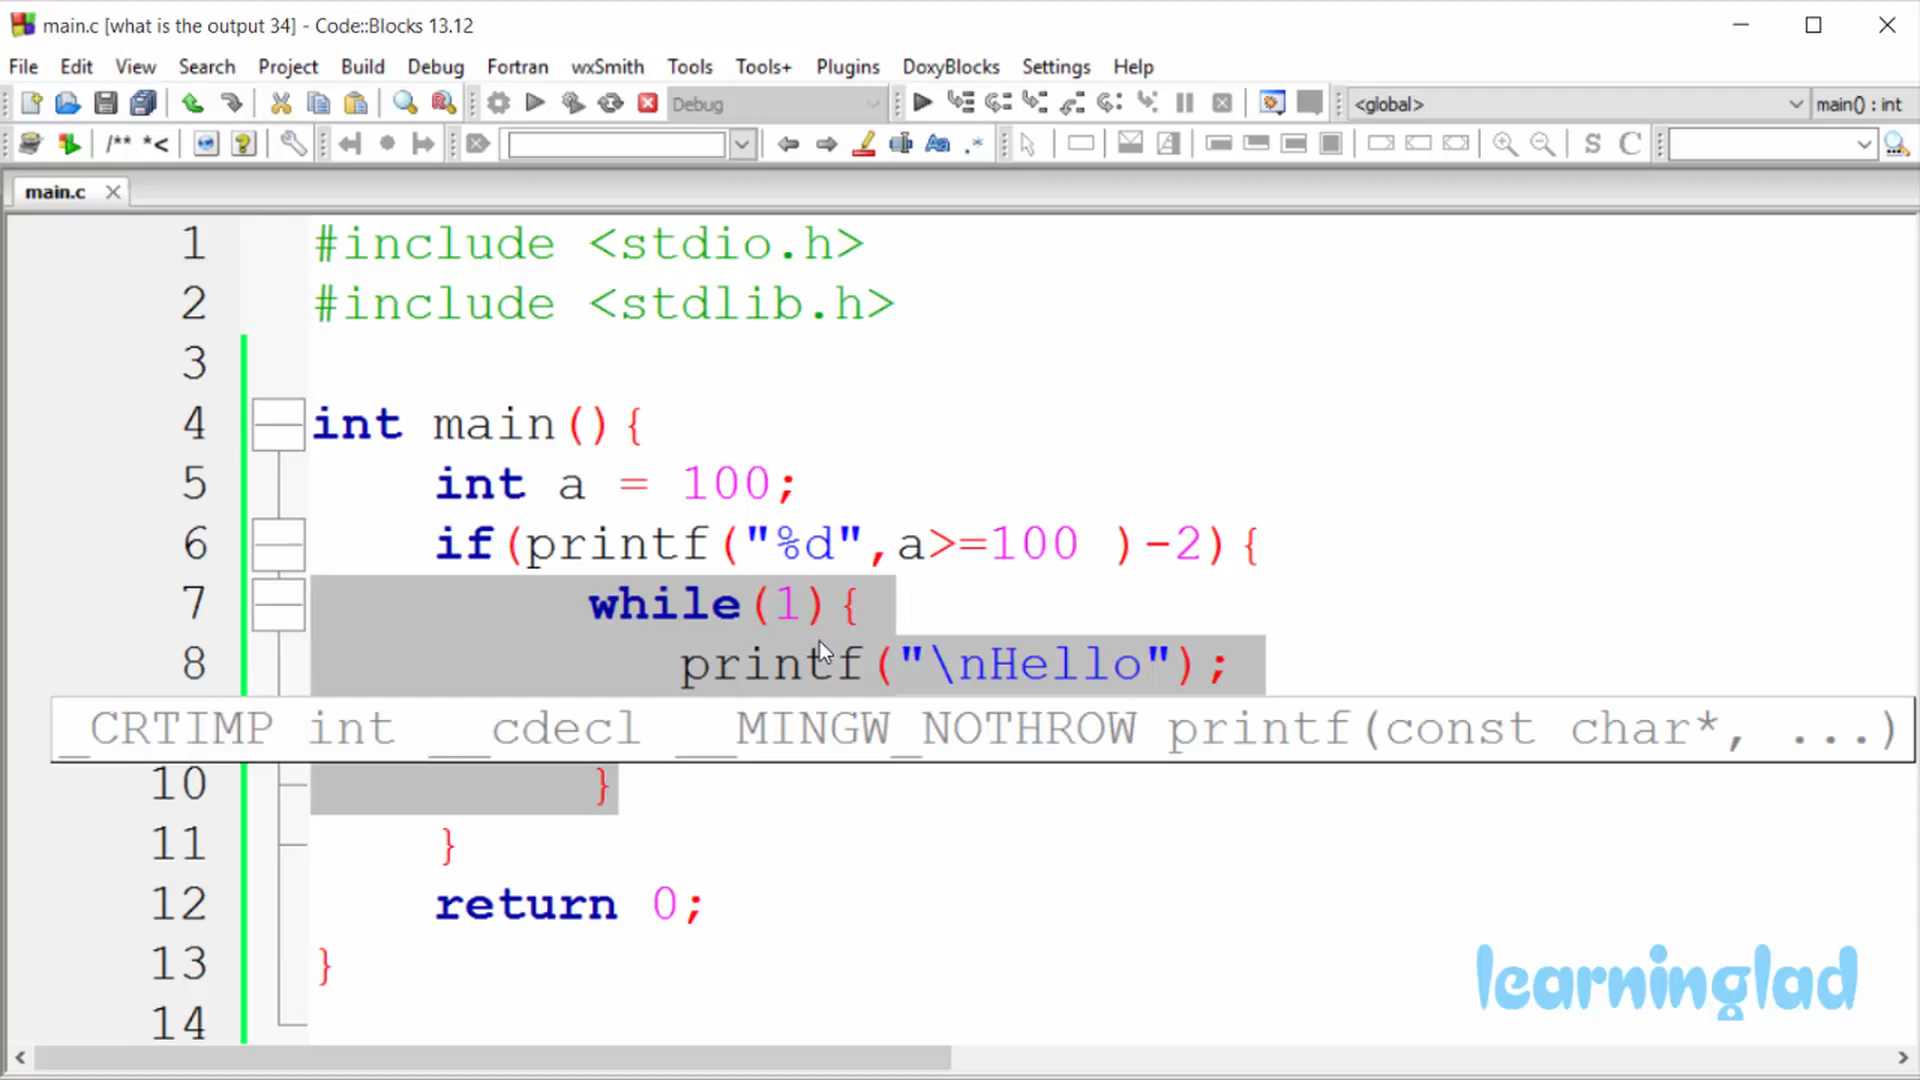 main.c [what is the output 34] - Code::Blocks 13.12
File Edit View Search Project Build Debug Fortran wxSmith Tools Tools+ Plugins DoxyBlocks Settings Help
Debug <global> main() : int
/** *< S C
main.c
1 #include <stdio.h>
2 #include <stdlib.h>
3
4 int main(){
5 int a = 100;
6 if(printf("%d",a>=100 )-2){
7 while(1){
8 printf("\nHello");
_CRTIMP int __cdecl __MINGW_NOTHROW printf(const char*, ...)
10 }
11 }
12 return 0;
13 }
14
learninglad